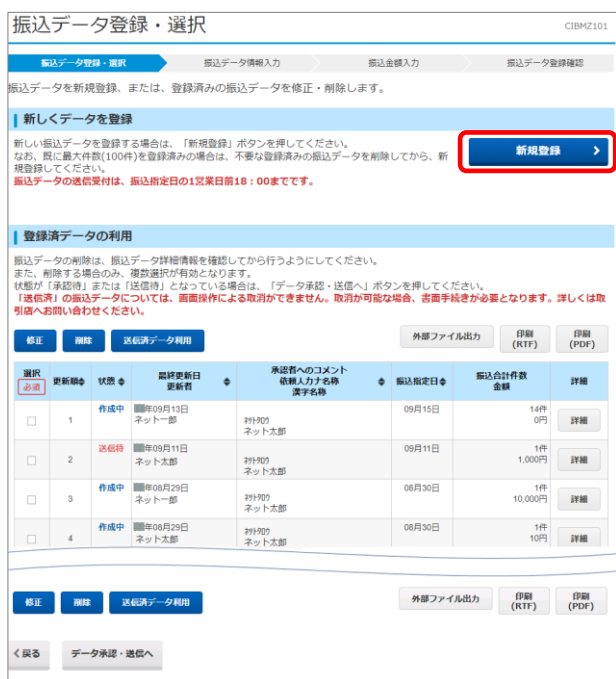 振込データ登録・選択
CIBMZ101
振込データ登録・選択 振込データ情報入力 振込金額入力 振込データ登録確認
振込データを新規登録、または、登録済みの振込データを修正・削除します。
新しくデータを登録
新しい振込データを登録する場合は、「新規登録」ボタンを押してください。
なお、既に最大件数(100件)を登録済みの場合は、不要な登録済みの振込データを削除してから、新
規登録してください。
振込データの送信受付は、振込指定日の1営業日前18：00までです。
新規登録
登録済データの利用
振込データの削除は、振込データ詳細情報を確認してから行うようにしてください。
また、削除する場合のみ、複数選択が有効となります。
状態が「承認待」または「送信待」となっている場合は、「データ承認・送信へ」ボタンを押してください。
「送信済」の振込データについては、画面操作による取消ができません。取消が可能な場合、書面手続きが必要となります。詳しくは取
引店へお問い合わせください。
修正 削除 送信済データ利用 外部ファイル出力 印刷(RTF) 印刷(PDF)
選択 必須 更新順 状態 最終更新日 更新者 承認者へのコメント 依頼人カナ名称 漢字名称 振込指定日 振込合計件数 金額 詳細
1 作成中 年09月13日 ネット一郎 ﾈｯﾄﾀﾛｳ ネット太郎 09月15日 14件 0円 詳細
2 送信待 年09月11日 ネット太郎 ﾈｯﾄﾀﾛｳ ネット太郎 09月11日 1件 1,000円 詳細
3 作成中 年08月29日 ネット一郎 ﾈｯﾄﾀﾛｳ ネット太郎 08月30日 1件 10,000円 詳細
4 作成中 年08月29日 ネット太郎 ﾈｯﾄﾀﾛｳ ネット太郎 08月30日 1件 10円 詳細
修正 削除 送信済データ利用 外部ファイル出力 印刷(RTF) 印刷(PDF)
戻る データ承認・送信へ